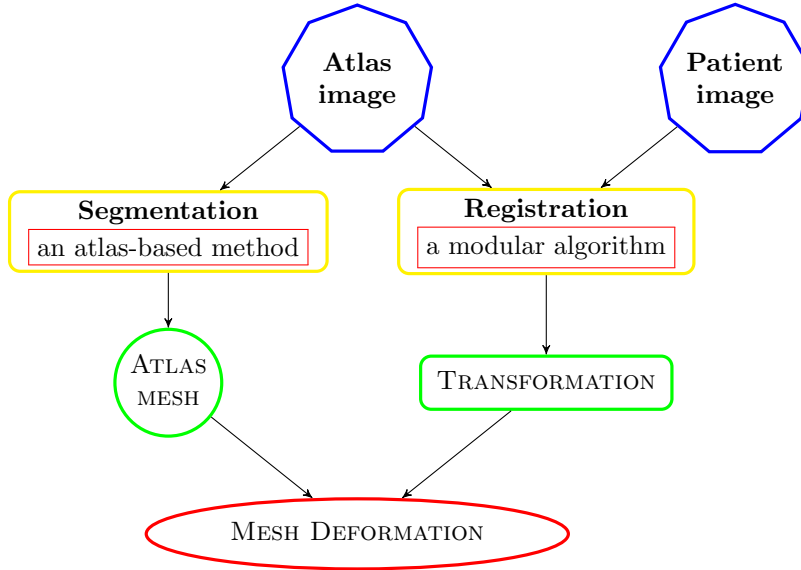 Atlas
image
Patient
image
Segmentation
an atlas-based method
Registration
a modular algorithm
ATLAS
MESH
TRANSFORMATION
MESH DEFORMATION